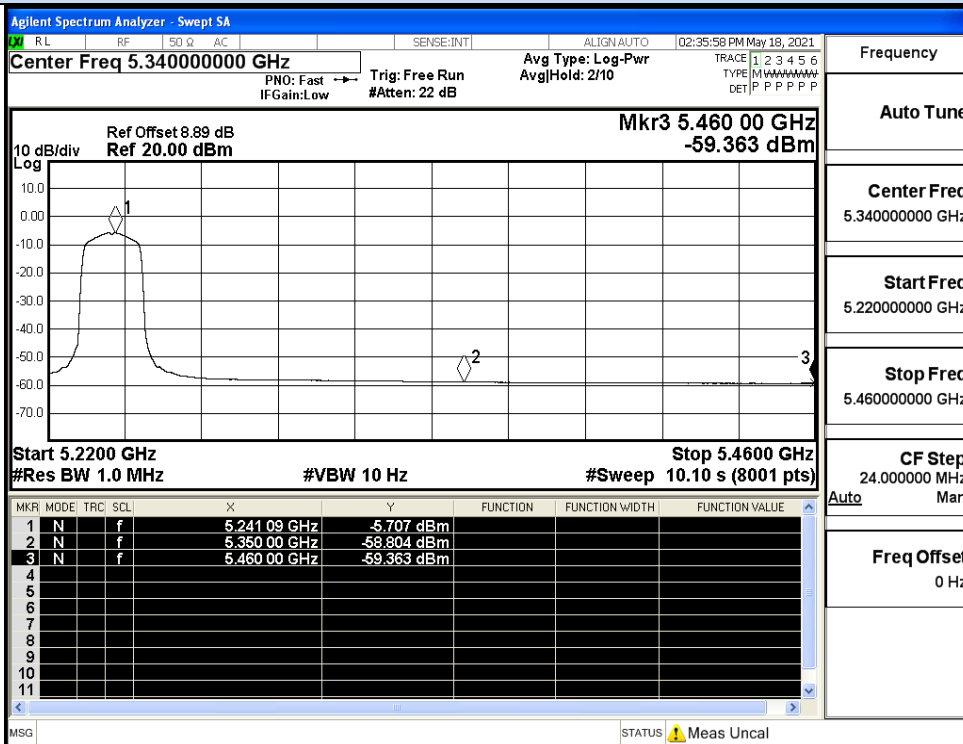 Agilent Spectrum Analyzer - Swept SA
LXI RL RF 50 Ω AC SENSE:INT ALIGNAUTO 02:35:58 PM May 18, 2021
Center Freq 5.340000000 GHz
PNO: Fast
IFGain:Low
Trig: Free Run
#Atten: 22 dB
Avg Type: Log-Pwr
Avg|Hold: 2/10
TRACE 1 2 3 4 5 6
TYPE M W W W W W
DET P P P P P P
Mkr3 5.460 00 GHz
-59.363 dBm
Ref Offset 8.89 dB
10 dB/div Ref 20.00 dBm
Log
10.0
0.00
-10.0
-20.0
-30.0
-40.0
-50.0
-60.0
-70.0
1
2
3
Start 5.2200 GHz Stop 5.4600 GHz
#Res BW 1.0 MHz #VBW 10 Hz #Sweep 10.10 s (8001 pts)
MKR MODE TRC SCL X Y FUNCTION FUNCTION WIDTH FUNCTION VALUE
1 N f 5.241 09 GHz -5.707 dBm
2 N f 5.350 00 GHz -58.804 dBm
3 N f 5.460 00 GHz -59.363 dBm
4
5
6
7
8
9
10
11
MSG STATUS Meas Uncal
Frequency
Auto Tune
Center Freq
5.340000000 GHz
Start Freq
5.220000000 GHz
Stop Freq
5.460000000 GHz
CF Step
24.000000 MHz
Auto Man
Freq Offset
0 Hz